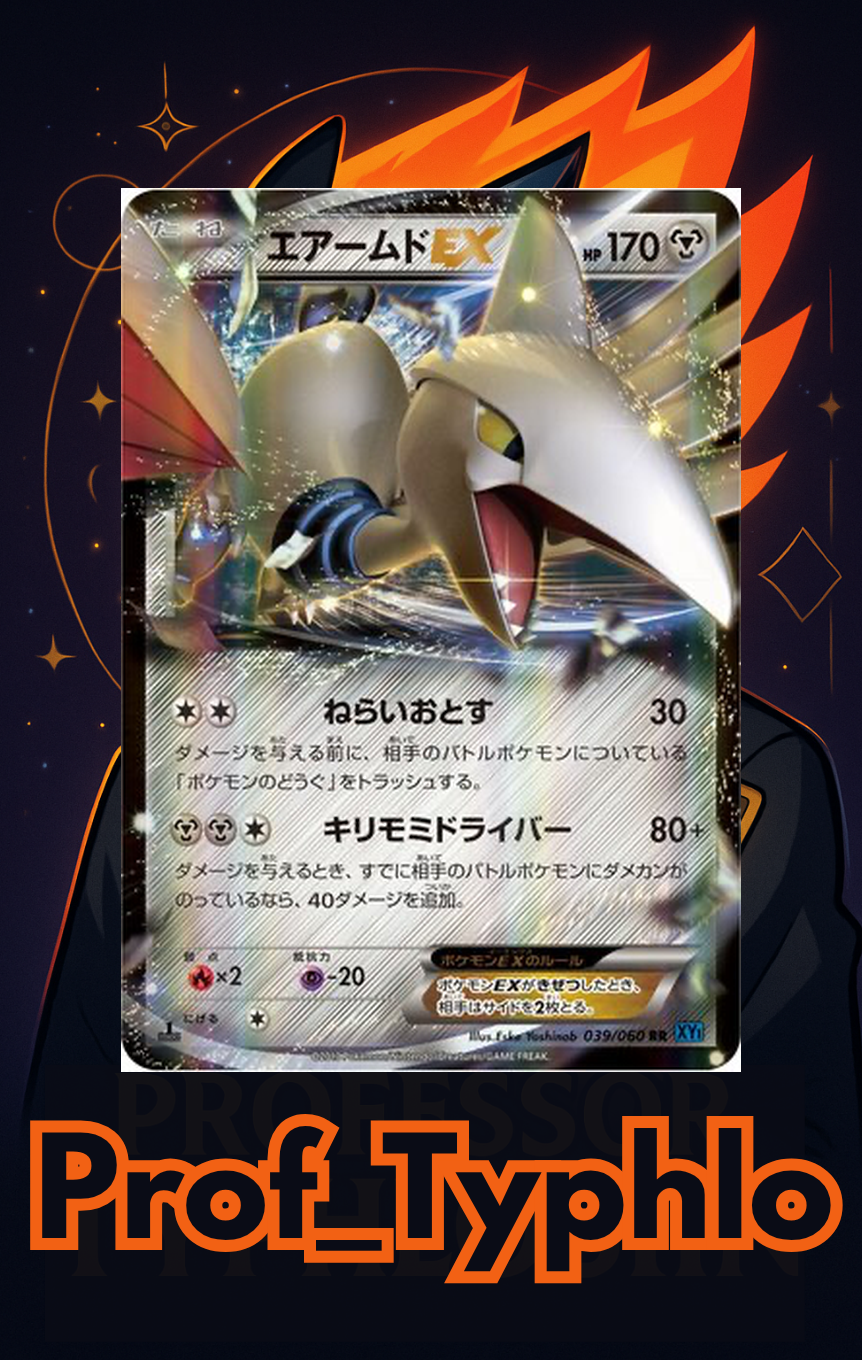 たね エアームドEX HP 170
ねらいおとす 30
ダメージを与える前に、相手のバトルポケモンについている
「ポケモンのどうぐ」をトラッシュする。
キリモミドライバー 80+
ダメージを与えるとき、すでに相手のバトルポケモンにダメカンが
のっているなら、40ダメージを追加。
弱点 抵抗力 ポケモンEXのルール
×2 -20
ポケモンEXがきぜつしたとき、
相手はサイドを2枚とる。
にげる
Illus. Eske Yoshinob 039/060 RR XY1
Pokémon/Nintendo/Creatures/GAME FREAK.
PROFESSOR
Prof_Typhlo